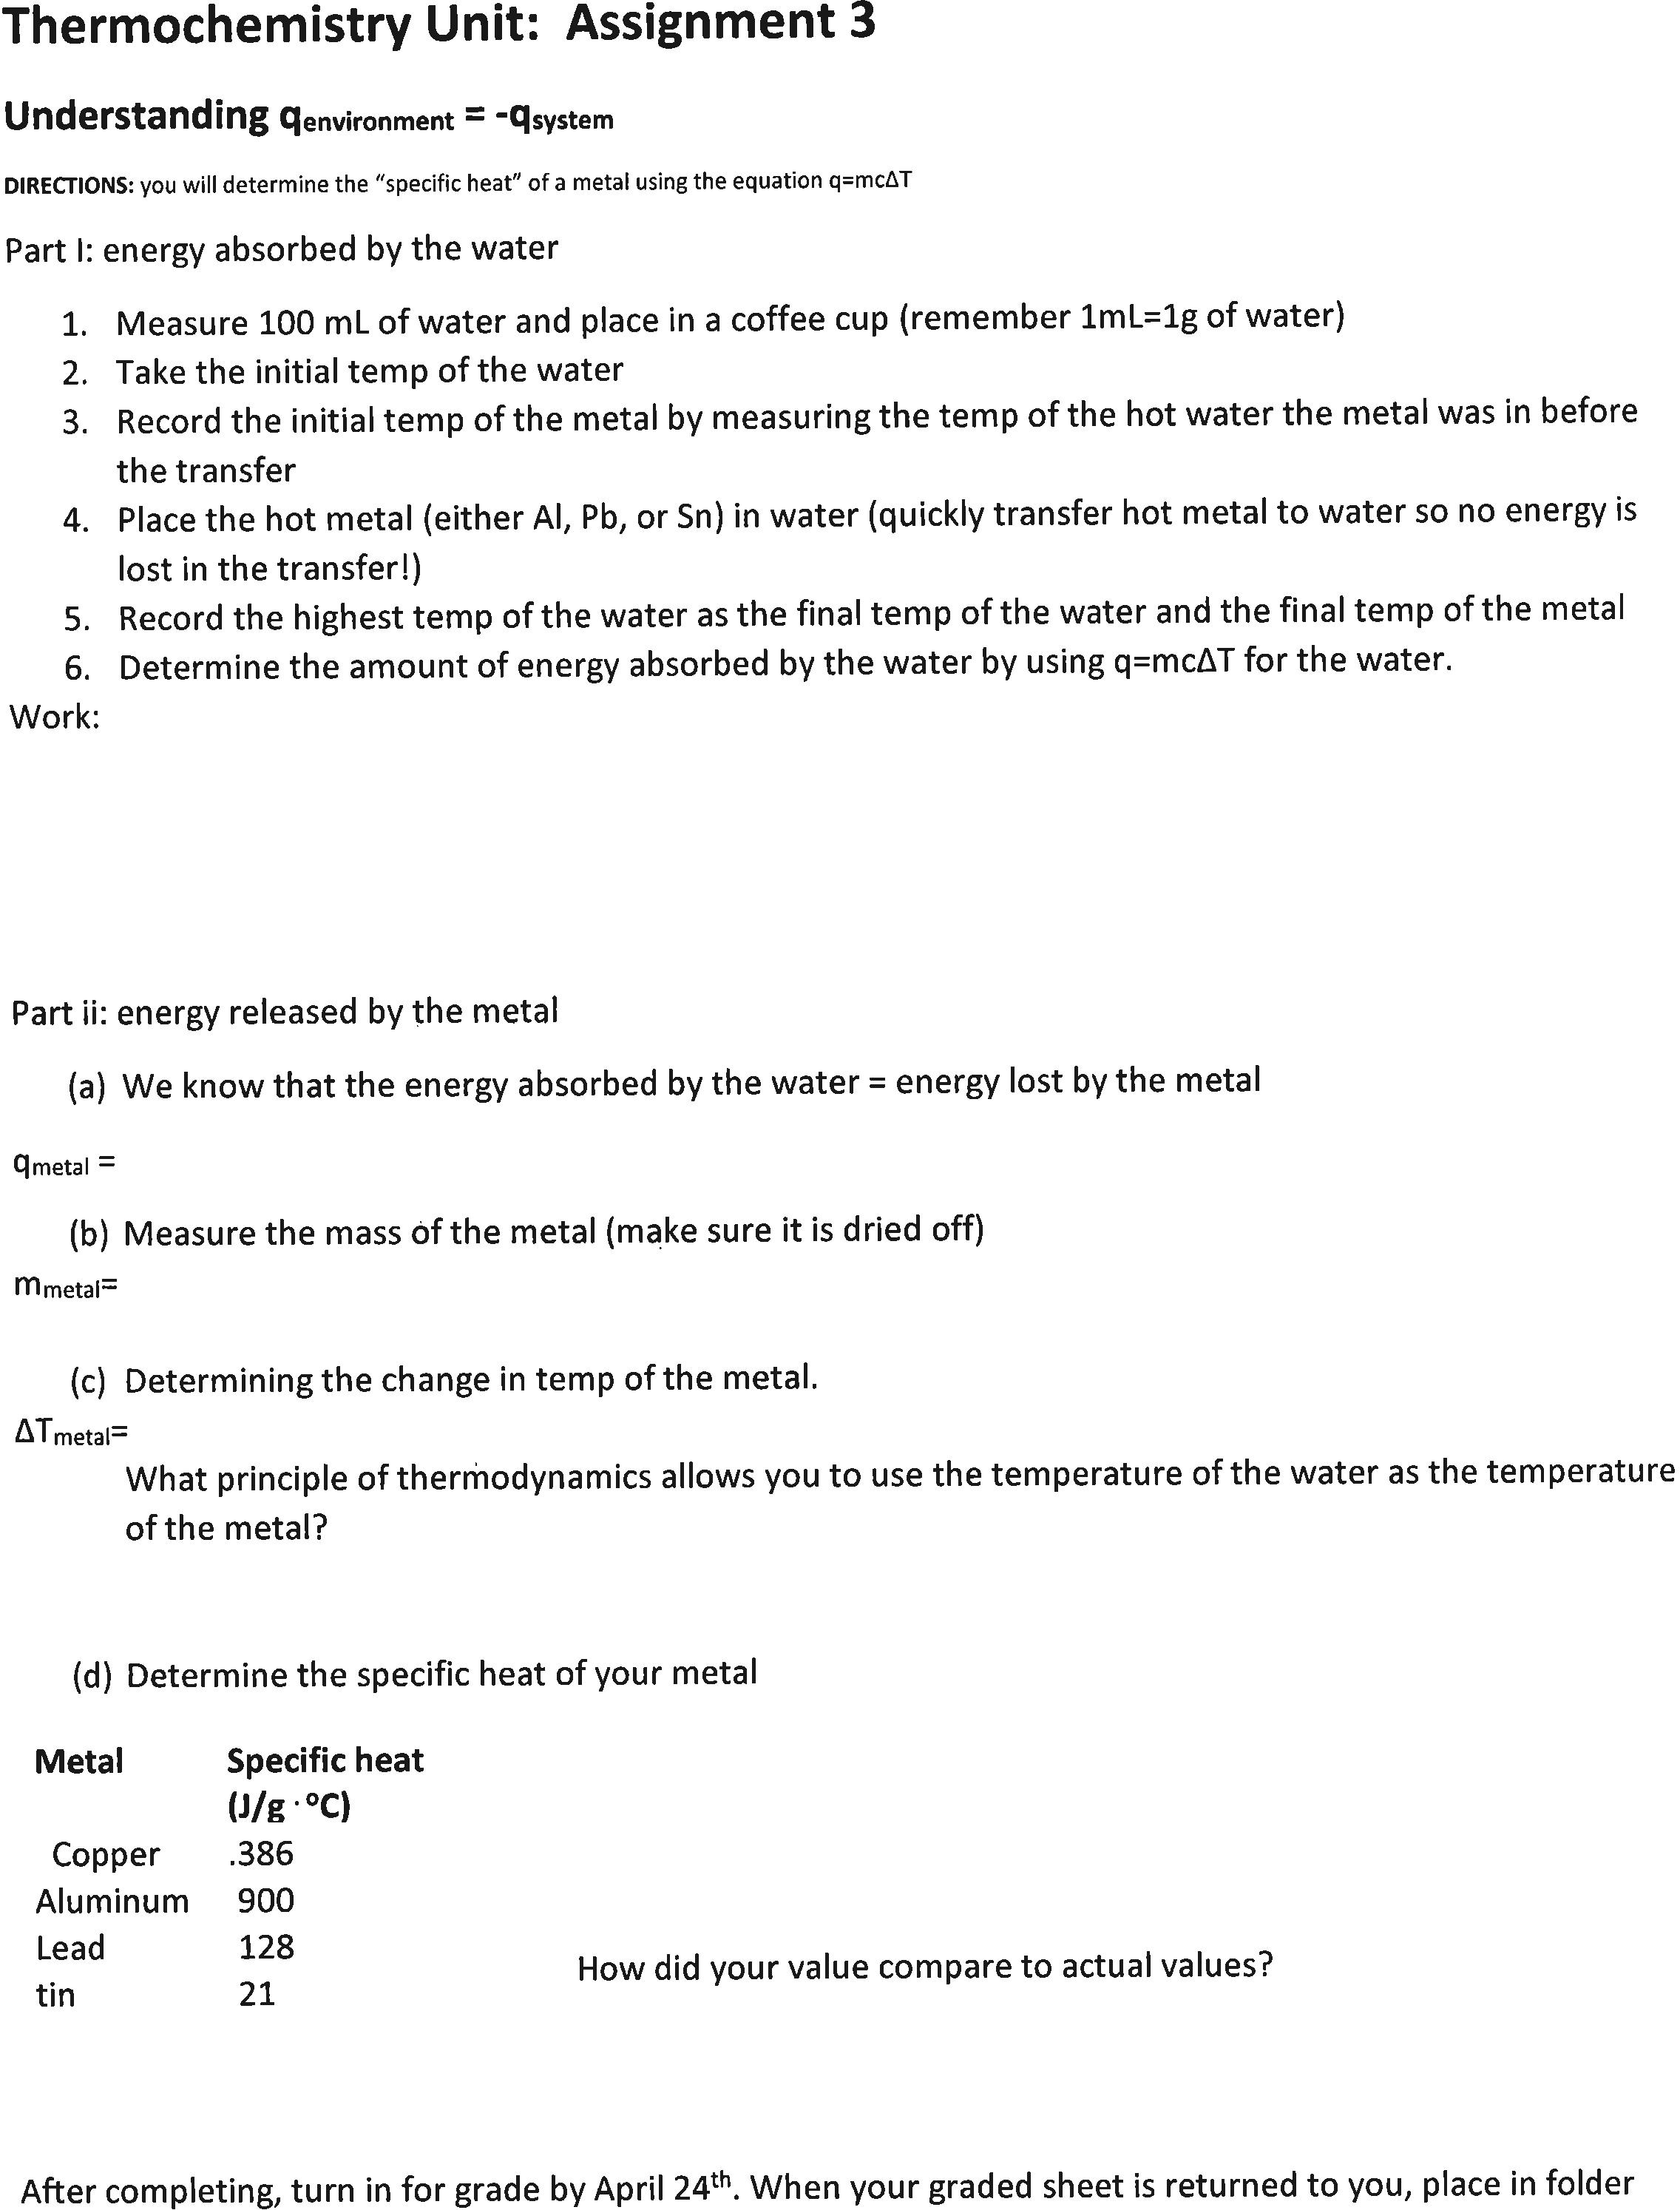 Thermochemistry Unit: Assignment 3
Understanding qenvironment = -qsystem
DIRECTIONS: you will determine the "specific heat" of a metal using the equation q=mcΔT
Part I: energy absorbed by the water
1. Measure 100 mL of water and place in a coffee cup (remember 1mL=1g of water)
2. Take the initial temp of the water
3. Record the initial temp of the metal by measuring the temp of the hot water the metal was in before
the transfer
4. Place the hot metal (either Al, Pb, or Sn) in water (quickly transfer hot metal to water so no energy is
lost in the transfer!)
5. Record the highest temp of the water as the final temp of the water and the final temp of the metal
6. Determine the amount of energy absorbed by the water by using q=mcΔT for the water.
Work:
Part ii: energy released by the metal
(a) We know that the energy absorbed by the water = energy lost by the metal
qmetal =
(b) Measure the mass of the metal (make sure it is dried off)
mmetal=
(c) Determining the change in temp of the metal.
ΔTmetal=
What principle of thermodynamics allows you to use the temperature of the water as the temperature
of the metal?
(d) Determine the specific heat of your metal
Metal Specific heat
(J/g · °C)
Copper .386
Aluminum 900
Lead 128
How did your value compare to actual values?
tin 21
After completing, turn in for grade by April 24th. When your graded sheet is returned to you, place in folder